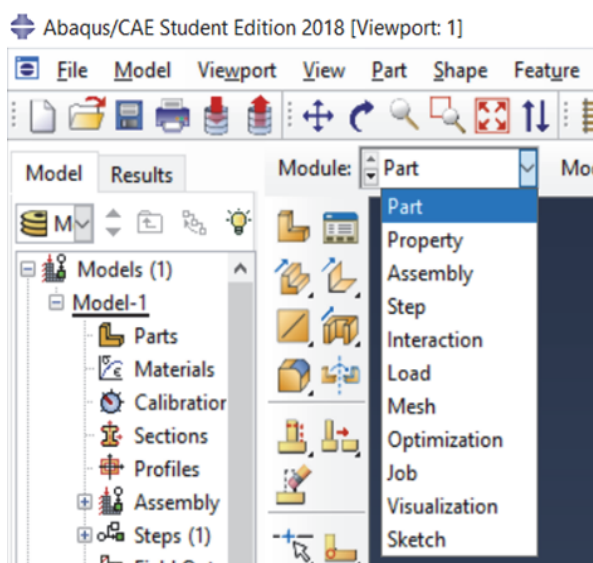 Abaqus/CAE Student Edition 2018 [Viewport: 1]
File Model Viewport View Part Shape Feature
Model Results
Module: Part
M
Models (1)
Model-1
Parts
Materials
Calibration
Sections
Profiles
Assembly
Steps (1)
Part
Property
Assembly
Step
Interaction
Load
Mesh
Optimization
Job
Visualization
Sketch